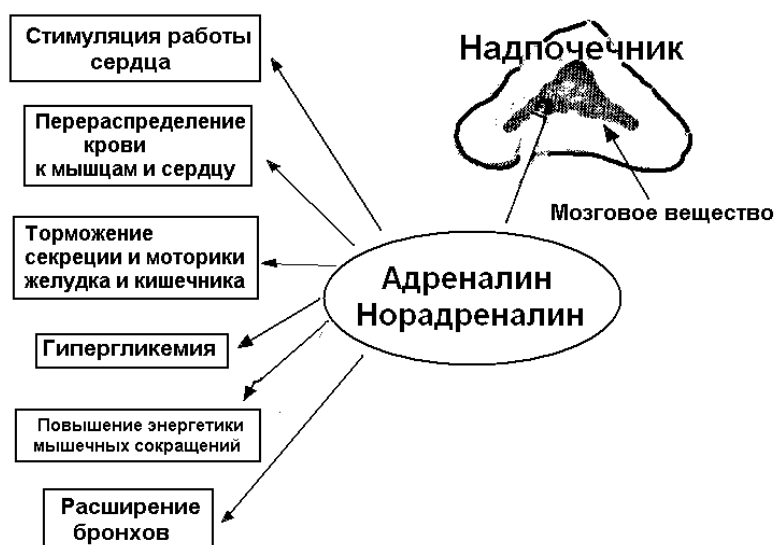 Стимуляция работы
сердца
Перераспределение
крови
к мышцам и сердцу
Торможение
секреции и моторики
желудка и кишечника
Гипергликемия
Повышение энергетики
мышечных сокращений
Расширение
бронхов
Надпочечник
Мозговое вещество
Адреналин
Норадреналин